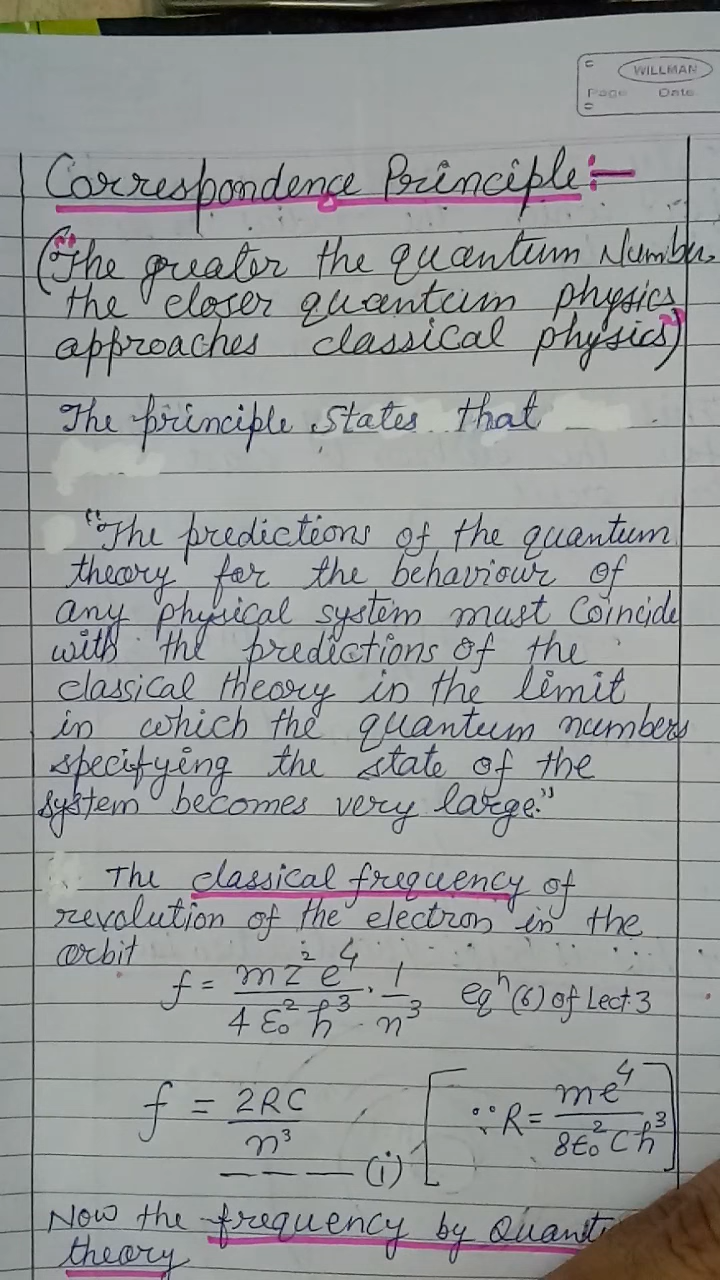 WILLMAN
Page Date
Correspondence Principle:-
("The greater the quantum Number
the closer quantum physics
approaches classical physics")
The principle States that
"The predictions of the quantum
theory for the behaviour of
any physical system must Coincide
with the predictions of the
classical theory in the limit
in which the quantum numbers
specifying the state of the
system becomes very large."
The classical frequency of
revolution of the electron in the
orbit
f = mz²e⁴/4ε₀²ħ³ · 1/n³ eqⁿ(6) of Lect.3
f = 2RC/n³ --- (i) [∵R = me⁴/8ε₀²Cħ³]
Now the frequency by
theory